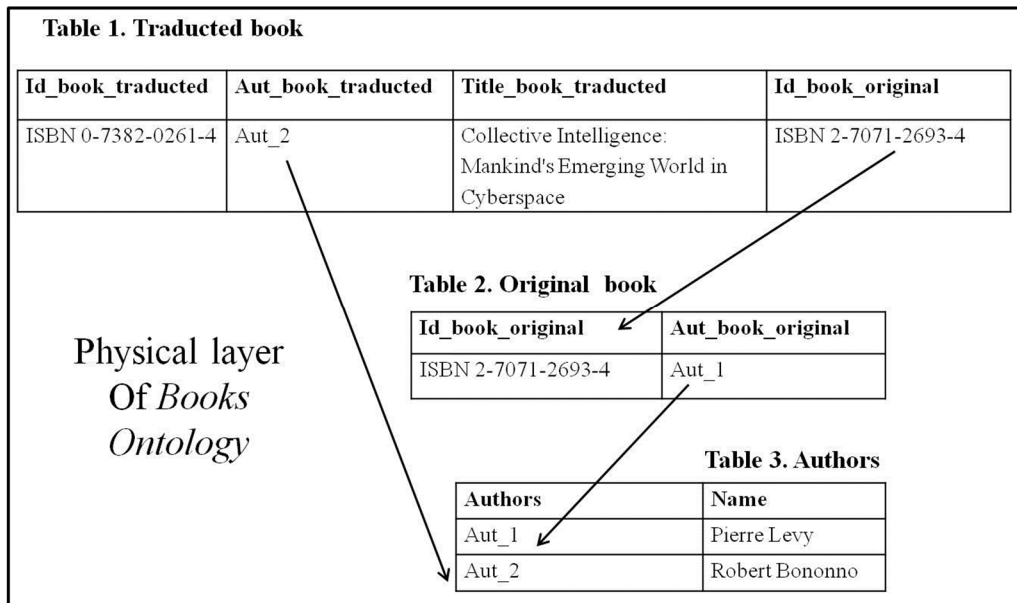 Table 1. Traducted book
Id_book_traducted Aut_book_traducted Title_book_traducted Id_book_original
ISBN 0-7382-0261-4 Aut_2 Collective Intelligence: ISBN 2-7071-2693-4
Mankind's Emerging World in
Cyberspace
Table 2. Original book
Id_book_original Aut_book_original
ISBN 2-7071-2693-4 Aut_1
Physical layer
Of Books
Ontology
Table 3. Authors
Authors Name
Aut_1 Pierre Levy
Aut_2 Robert Bononno